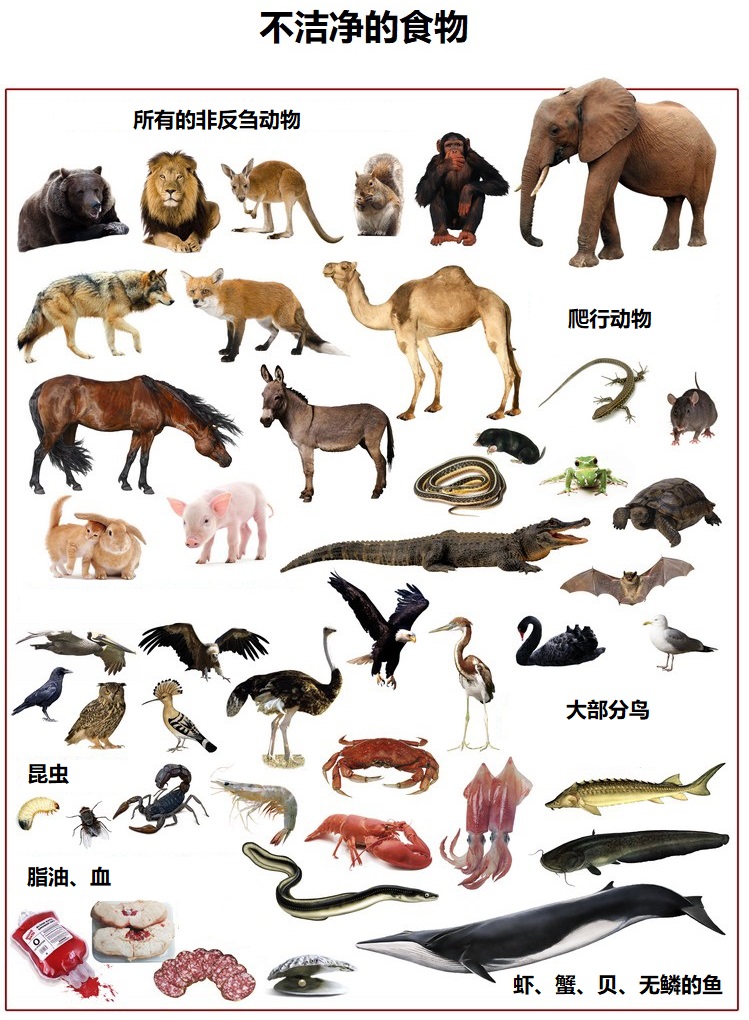 不洁净的食物
所有的非反刍动物
爬行动物
大部分鸟
昆虫
脂油、血
虾、蟹、贝、无鳞的鱼